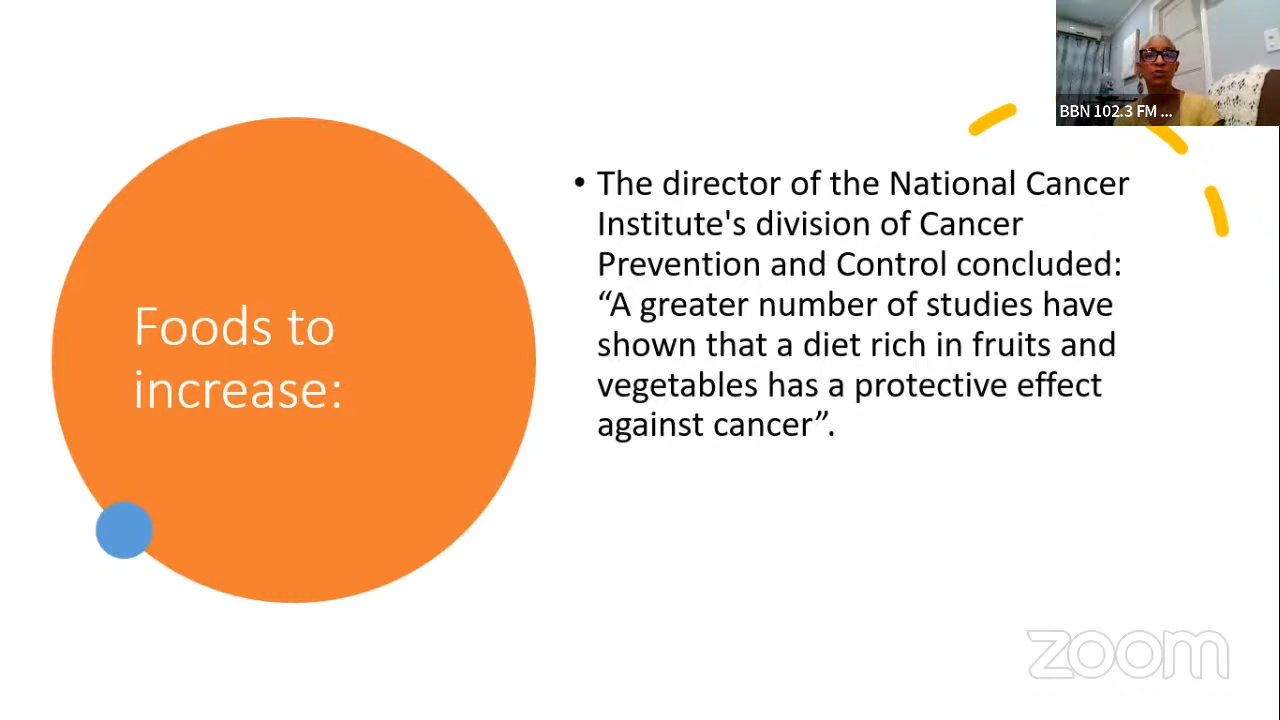 BBN 102.3 FM ...
Foods to
increase:
• The director of the National Cancer
Institute's division of Cancer
Prevention and Control concluded:
“A greater number of studies have
shown that a diet rich in fruits and
vegetables has a protective effect
against cancer”.
zoom